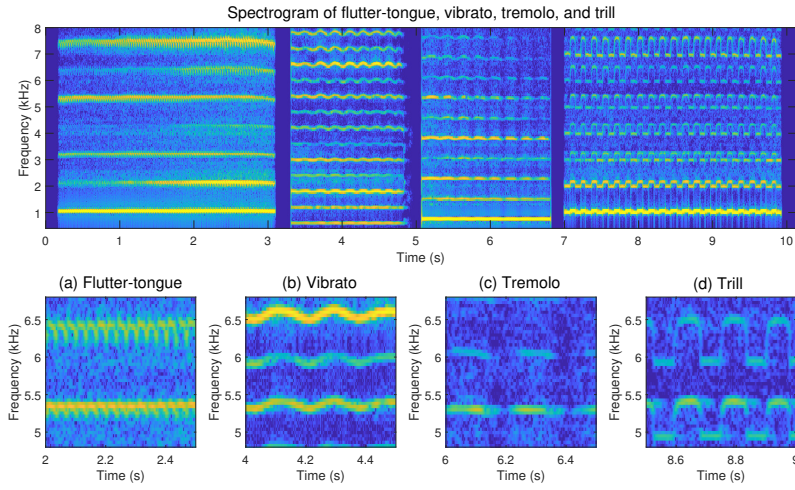 Spectrogram of flutter-tongue, vibrato, tremolo, and trill
Frequency (kHz)
8
7
6
5
4
3
2
1
0 1 2 3 4 5 6 7 8 9 10
Time (s)
(a) Flutter-tongue
Frequency (kHz)
6.5
6
5.5
5
2 2.2 2.4
Time (s)
(b) Vibrato
Frequency (kHz)
6.5
6
5.5
5
4 4.2 4.4
Time (s)
(c) Tremolo
Frequency (kHz)
6.5
6
5.5
5
6 6.2 6.4
Time (s)
(d) Trill
Frequency (kHz)
6.5
6
5.5
5
8.6 8.8 9
Time (s)